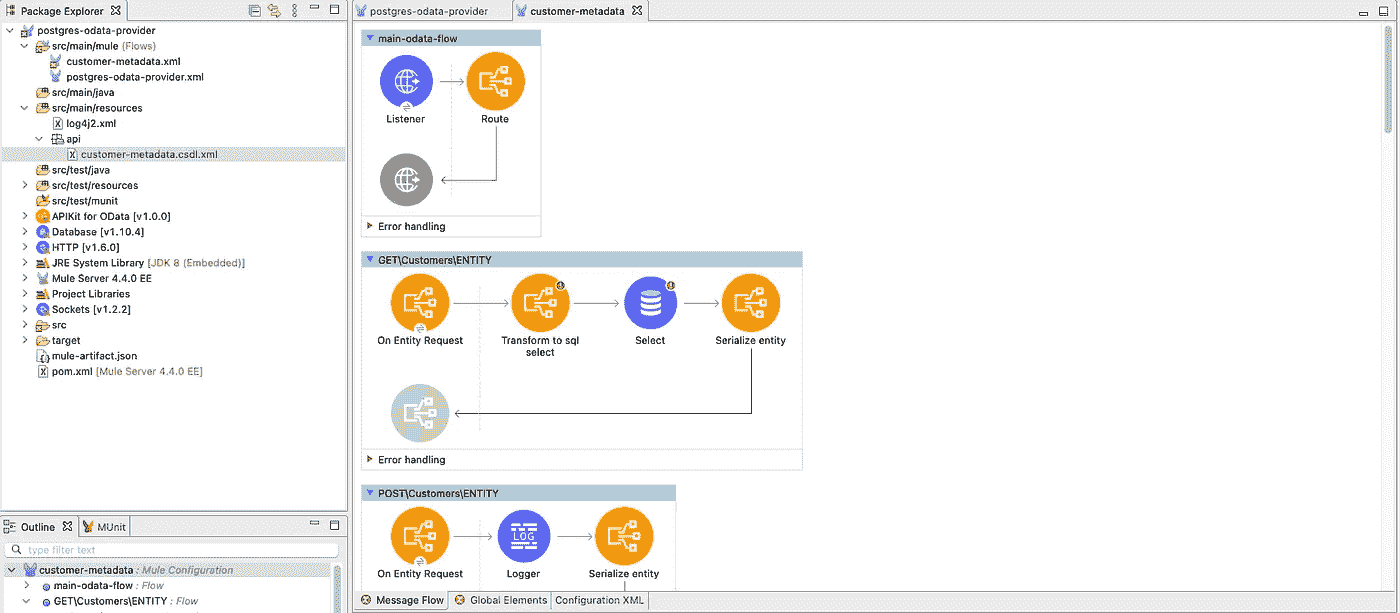 Package Explorer
postgres-odata-provider
src/main/mule (Flows)
customer-metadata.xml
postgres-odata-provider.xml
src/main/java
src/main/resources
log4j2.xml
api
customer-metadata.csdl.xml
src/test/java
src/test/resources
src/test/munit
APIKit for OData [v1.0.0]
Database [v1.10.4]
HTTP [v1.6.0]
JRE System Library [JDK 8 (Embedded)]
Mule Server 4.4.0 EE
Project Libraries
Sockets [v1.2.2]
src
target
mule-artifact.json
pom.xml [Mule Server 4.4.0 EE]
Outline MUnit
type filter text
customer-metadata : Mule Configuration
main-odata-flow : Flow
GET\Customers\ENTITY : Flow
postgres-odata-provider customer-metadata
main-odata-flow
Listener Route
Error handling
GET\Customers\ENTITY
On Entity Request Transform to sql Select Serialize entity
select
Error handling
POST\Customers\ENTITY
LOG
On Entity Request Logger Serialize entity
Message Flow Global Elements Configuration XML